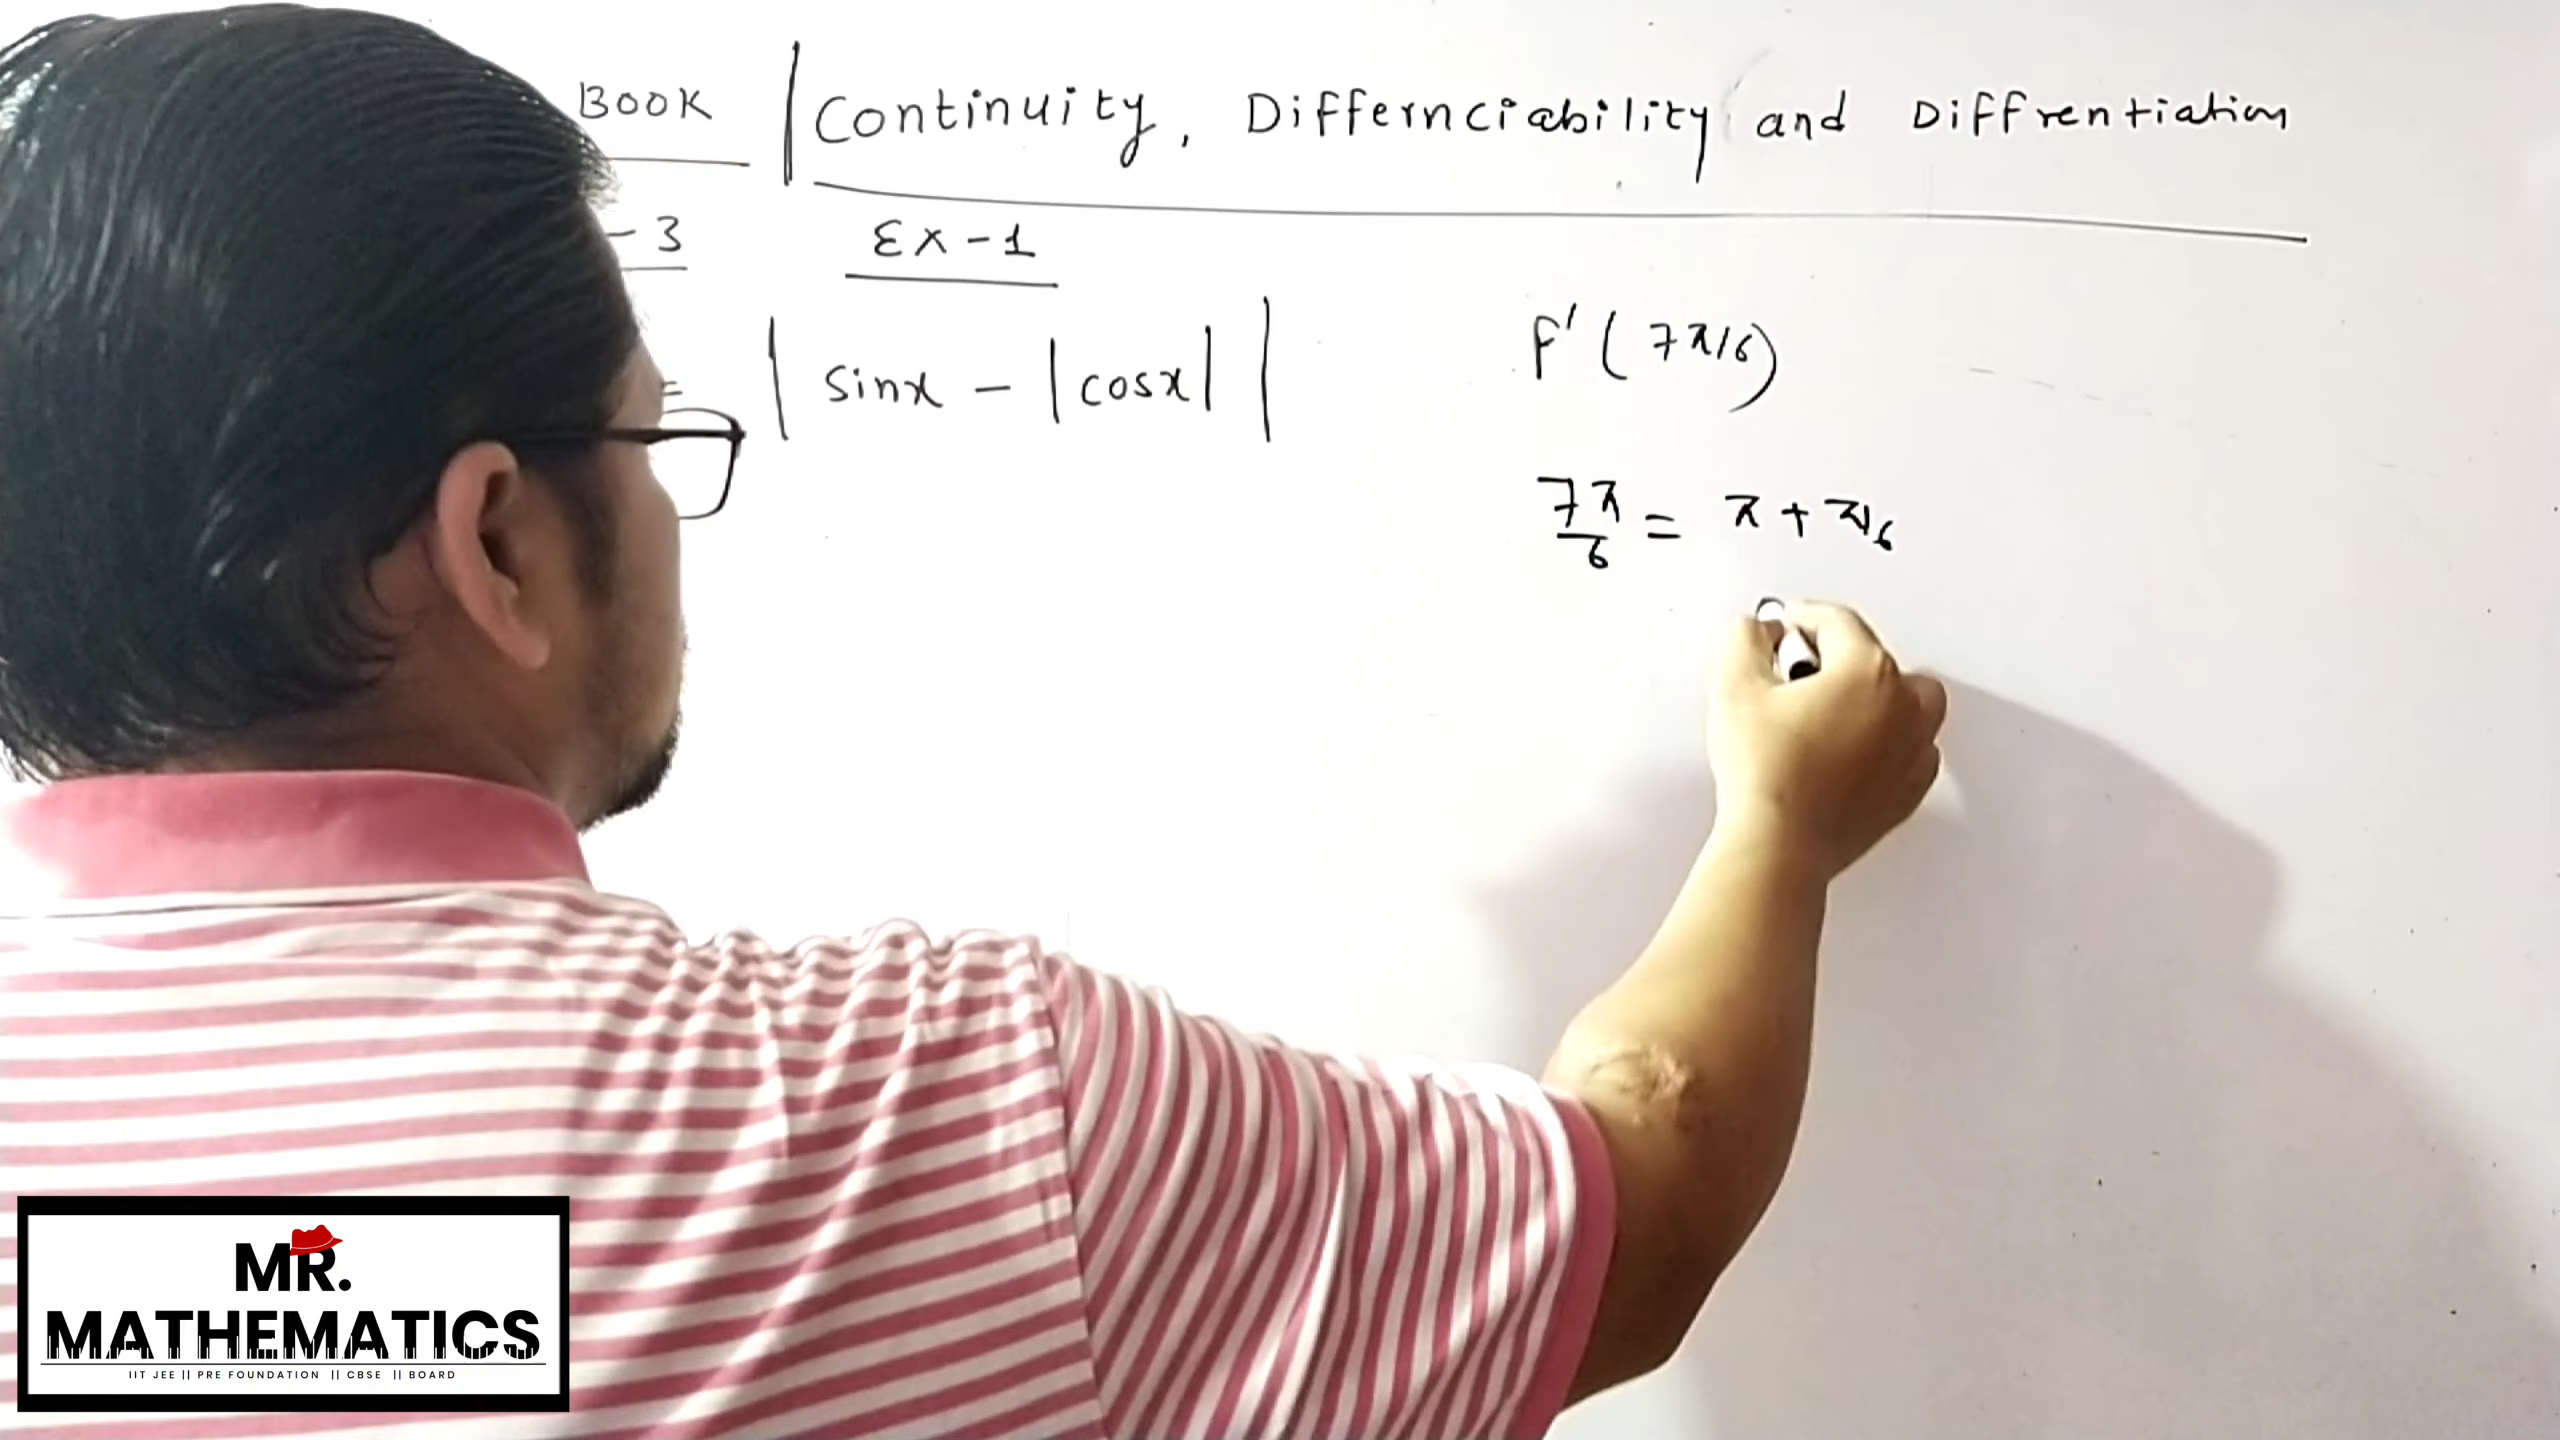 BOOK | Continuity, Differnciability and Diffrentiation
- 3 Ex-1
= | sinx - |cosx| |
f' ( 7π/6)
7π/6 = π + π/6
MR.
MATHEMATICS
IIT JEE || PRE FOUNDATION || CBSE || BOARD